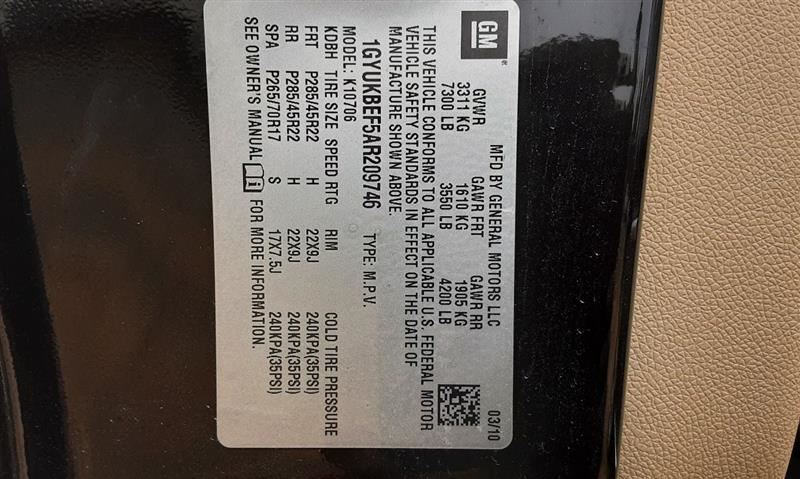 GM
MFD BY GENERAL MOTORS LLC 03/10
GVWR GAWR FRT GAWR RR
3311 KG 1610 KG 1905 KG
7300 LB 3550 LB 4200 LB
THIS VEHICLE CONFORMS TO ALL APPLICABLE U.S. FEDERAL MOTOR
VEHICLE SAFETY STANDARDS IN EFFECT ON THE DATE OF
MANUFACTURE SHOWN ABOVE.
1GYUKBEF5AR209746 TYPE: M.P.V.
MODEL: K10706
KDBH TIRE SIZE SPEED RTG RIM COLD TIRE PRESSURE
FRT P285/45R22 H 22X9J 240KPA(35PSI)
RR P285/45R22 H 22X9J 240KPA(35PSI)
SPA P265/70R17 S 17X7.5J 240KPA(35PSI)
SEE OWNER'S MANUAL FOR MORE INFORMATION.